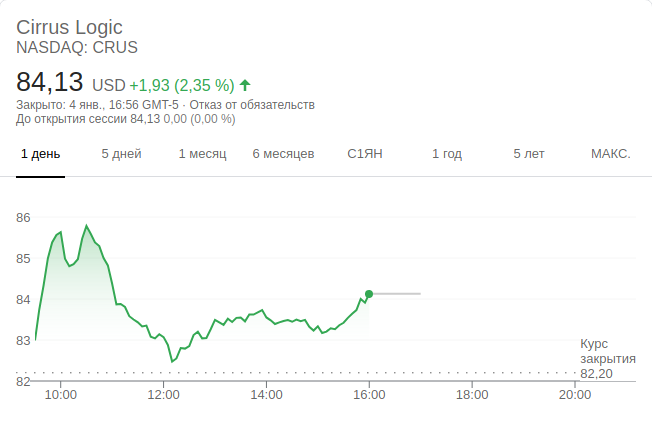 Cirrus Logic
NASDAQ: CRUS
84,13 USD +1,93 (2,35 %)
Закрыто: 4 янв., 16:56 GMT-5 · Отказ от обязательств
До открытия сессии 84,13 0,00 (0,00 %)
1 день 5 дней 1 месяц 6 месяцев С1ЯН 1 год 5 лет МАКС.
86
85
84
83
Курс
закрытия
82,20
82
10:00 12:00 14:00 16:00 18:00 20:00